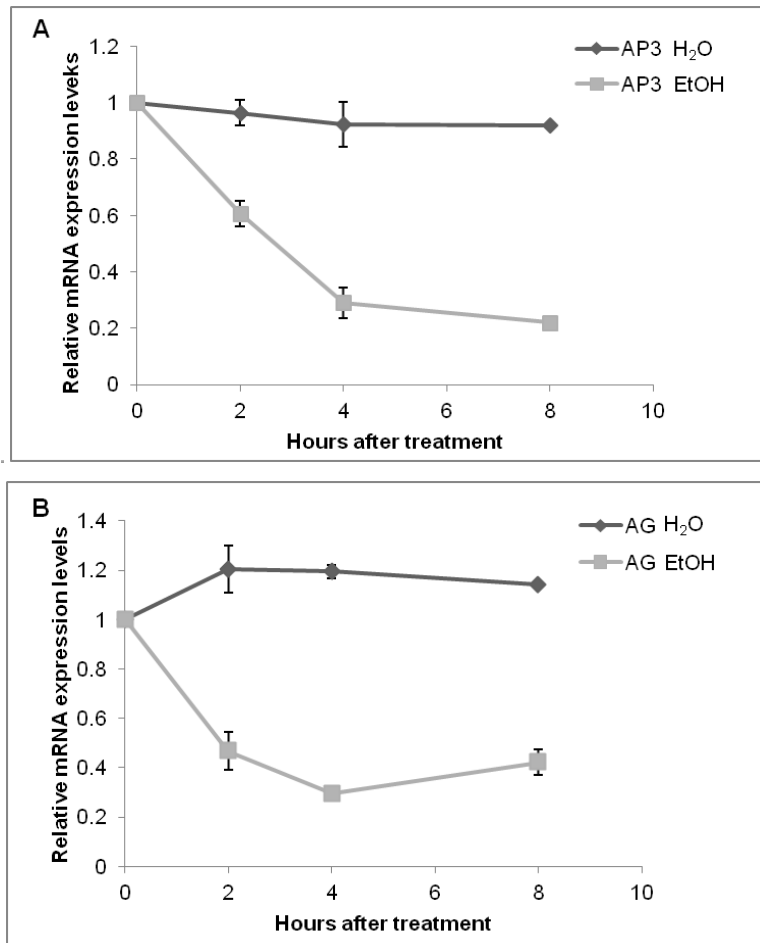 A
AP3 H₂O
AP3 EtOH
Relative mRNA expression leveks
1.2
1
0.8
0.6
0.4
0.2
0
0 2 4 6 8 10
Hours after treatment
B
AG H₂O
AG EtOH
Relative mRNA expression levels
1.4
1.2
1
0.8
0.6
0.4
0.2
0
0 2 4 6 8 10
Hours after treatment